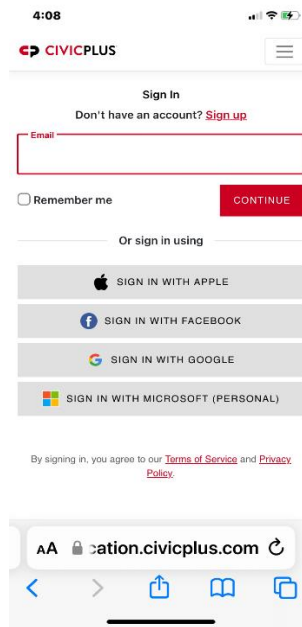 4:08
CIVICPLUS
Sign In
Don't have an account? Sign up
Email
Remember me
CONTINUE
Or sign in using
SIGN IN WITH APPLE
SIGN IN WITH FACEBOOK
SIGN IN WITH GOOGLE
SIGN IN WITH MICROSOFT (PERSONAL)
By signing in, you agree to our Terms of Service and Privacy
Policy.
AA cation.civicplus.com